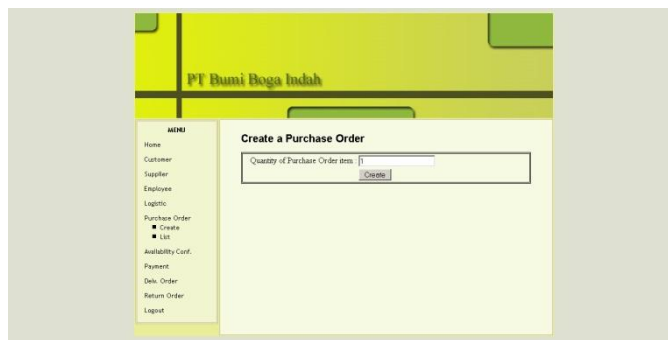 PT Bumi Boga Indah
MENU
Home
Customer
Supplier
Employee
Logistic
Purchase Order
Create
List
Availability Conf.
Payment
Delv. Order
Return Order
Logout
Create a Purchase Order
Quantity of Purchase Order item : 1
Create